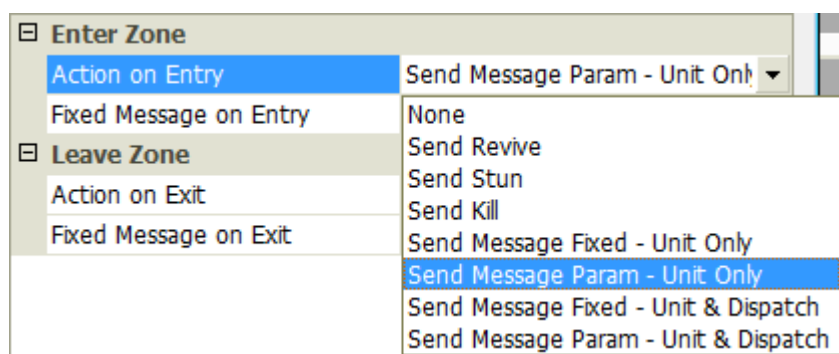 Enter Zone
Action on Entry Send Message Param - Unit Only
Fixed Message on Entry None
Send Revive
Leave Zone Send Stun
Action on Exit Send Kill
Fixed Message on Exit Send Message Fixed - Unit Only
Send Message Param - Unit Only
Send Message Fixed - Unit & Dispatch
Send Message Param - Unit & Dispatch